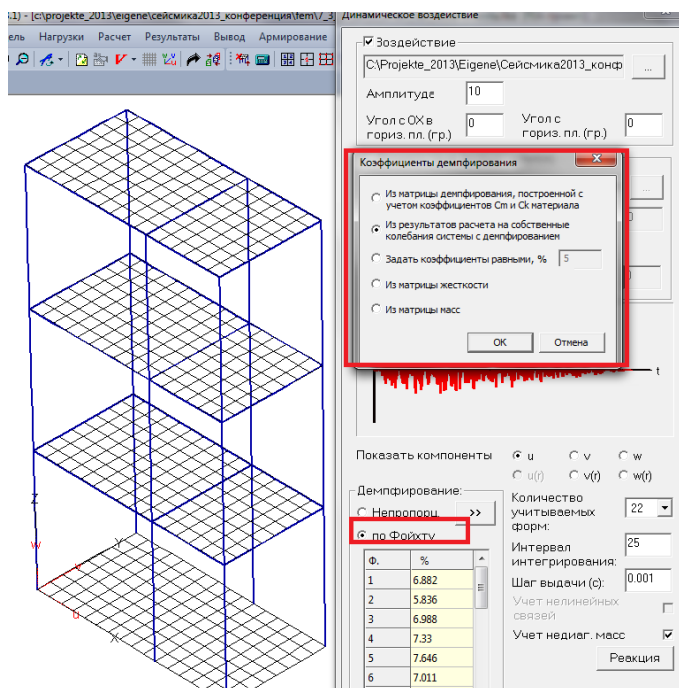 3.1) - [c:\projekte_2013\eigene\сейсмика2013_конференция\fem\7_3
Динамическое воздействие
ель Нагрузки Расчет Результаты Вывод Армирование
Воздействие
C:\Projekte_2013\Eigene\Сейсмика2013_конф ...
Амплитуда 10
Угол с OX в гориз. пл. (гр.) 0
Угол с гориз. пл. (гр.) 0
Коэффициенты демпфирования
Из матрицы демпфирования, построенной с
учетом коэффициентов Cm и Ck материала
Из результатов расчета на собственные
колебания системы с демпфированием
Задать коэффициенты равными, % 5
Из матрицы жесткости
Из матрицы масс
OK Отмена
...
t
Показать компоненты u v w
u(r) v(r) w(r)
Демпфирование:
Непропорц. >>
по Фойхту
Ф. %
1 6.882
2 5.836
3 6.988
4 7.33
5 7.646
6 7.011
Количество
учитываемых
форм: 22
Интервал
интегрирования: 25
Шаг выдачи (с): 0.001
Учет нелинейных
связей
Учет недиаг. масс
Реакция
Z
w
Y
v
u
X